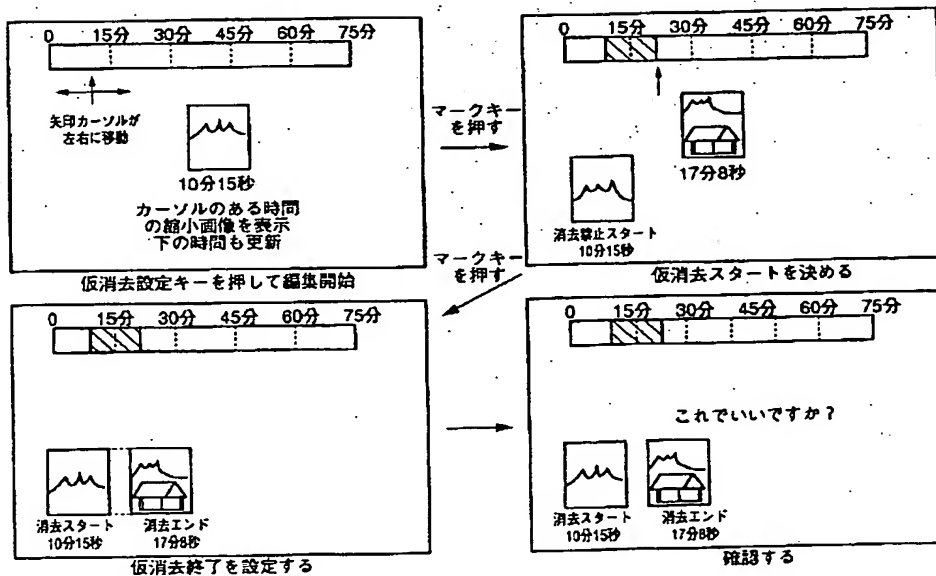 0 15分 30分 45分 60分 75分
矢印カーソルが
左右に移動
10分15秒
カーソルのある時間
の縮小画像を表示
下の時間も更新
仮消去設定キーを押して編集開始
マークキー
を押す
0 15分 30分 45分 60分 75分
17分8秒
消去禁止スタート
10分15秒
仮消去スタートを決める
マークキー
を押す
0 15分 30分 45分 60分 75分
消去スタート
10分15秒
消去エンド
17分8秒
仮消去終了を設定する
0 15分 30分 45分 60分 75分
これでいいですか?
消去スタート
10分15秒
消去エンド
17分8秒
確認する